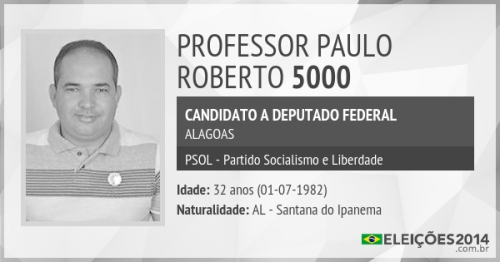 PROFESSOR PAULO
ROBERTO 5000
CANDIDATO A DEPUTADO FEDERAL
ALAGOAS
PSOL - Partido Socialismo e Liberdade
Idade: 32 anos (01-07-1982)
Naturalidade: AL - Santana do Ipanema
ELEIÇÕES2014
.com.br